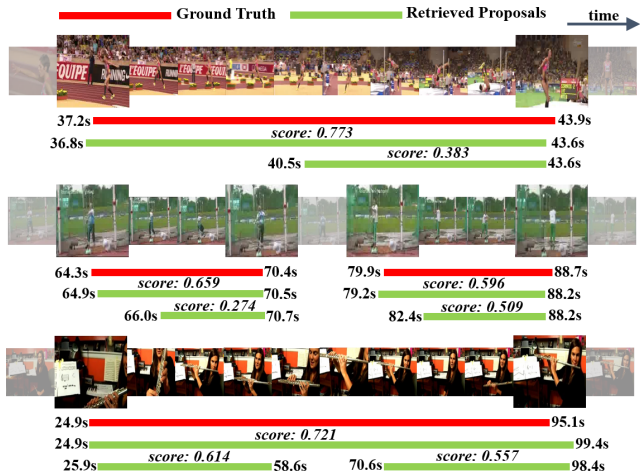 Ground Truth Retrieved Proposals time
L'EQUIPE RUNNING
37.2s 43.9s
score: 0.773
36.8s 43.6s
score: 0.383
40.5s 43.6s
64.3s 70.4s 79.9s 88.7s
score: 0.659 score: 0.596
64.9s 70.5s 79.2s 88.2s
score: 0.274 score: 0.509
66.0s 70.7s 82.4s 88.2s
24.9s 95.1s
score: 0.721
24.9s 99.4s
score: 0.614 score: 0.557
25.9s 58.6s 70.6s 98.4s